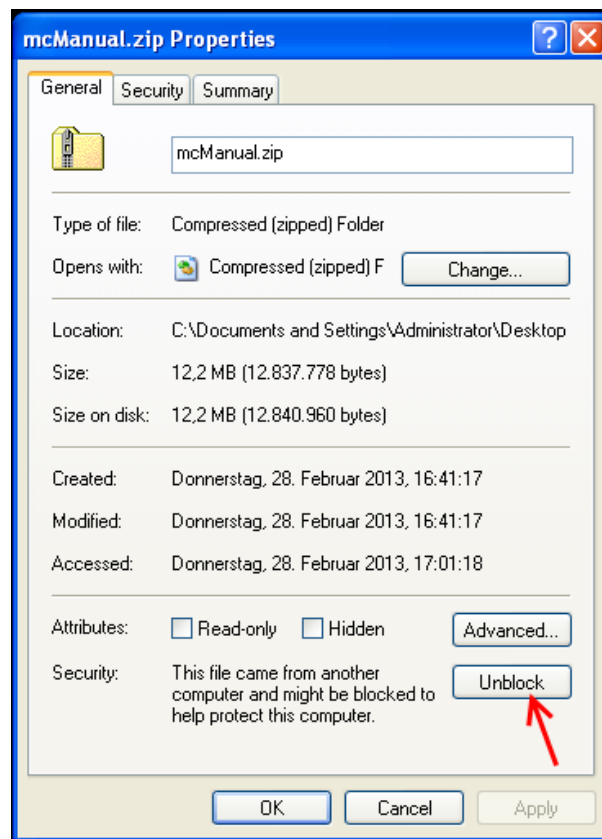 mcManual.zip Properties
General Security Summary
mcManual.zip
Type of file: Compressed (zipped) Folder
Opens with: Compressed (zipped) F Change...
Location: C:\Documents and Settings\Administrator\Desktop
Size: 12,2 MB (12.837.778 bytes)
Size on disk: 12,2 MB (12.840.960 bytes)
Created: Donnerstag, 28. Februar 2013, 16:41:17
Modified: Donnerstag, 28. Februar 2013, 16:41:17
Accessed: Donnerstag, 28. Februar 2013, 17:01:18
Attributes: Read-only Hidden Advanced...
Security: This file came from another
computer and might be blocked to
help protect this computer.
Unblock
OK Cancel Apply